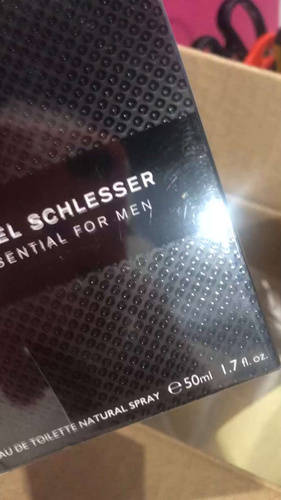 EL SCHLESSER
SENTIAL FOR MEN
AU DE TOILETTE NATURAL SPRAY ℮50ml 1.7 fl. oz.